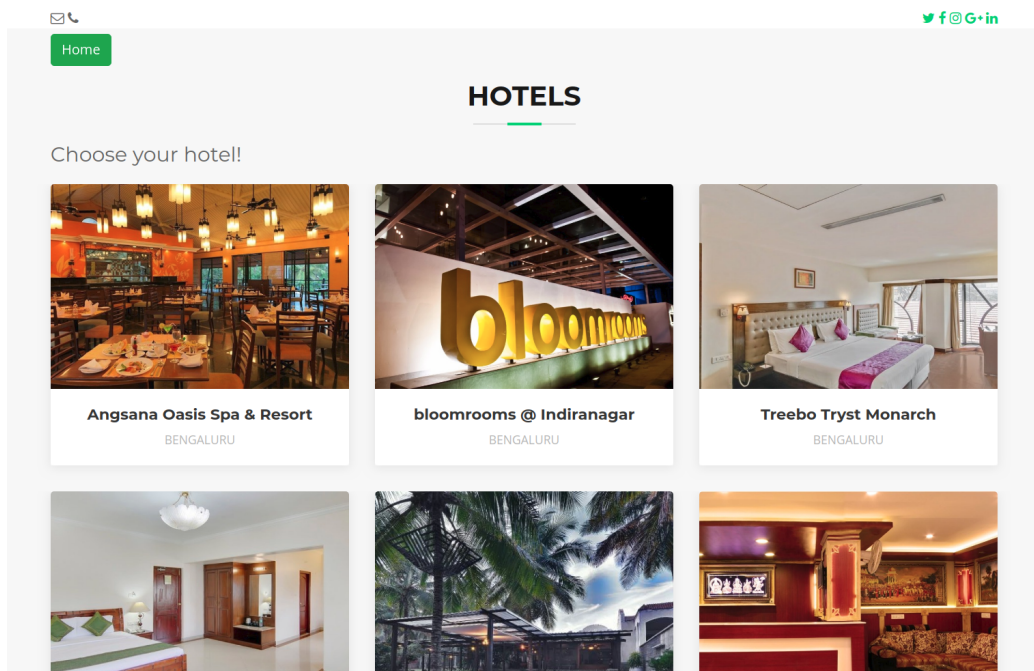 Home
HOTELS
Choose your hotel!
bloomrooms
Angsana Oasis Spa & Resort
BENGALURU
bloomrooms @ Indiranagar
BENGALURU
Treebo Tryst Monarch
BENGALURU